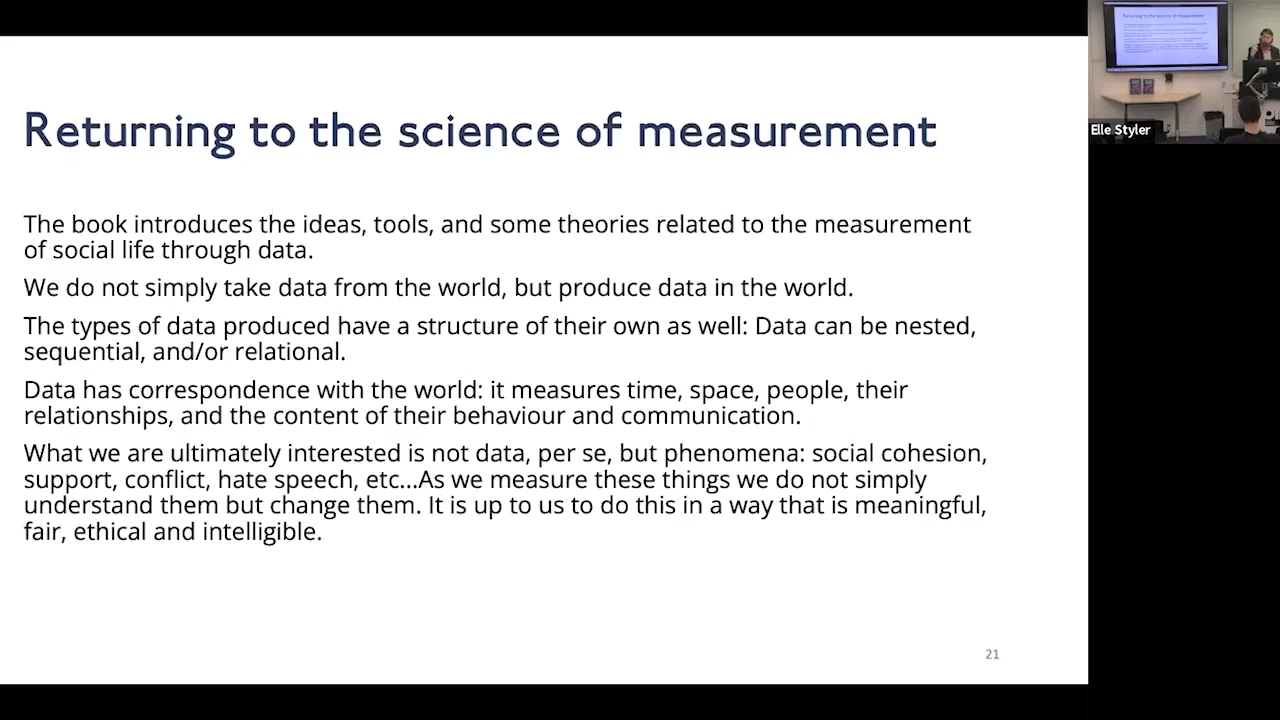 Returning to the science of measurement
The book introduces the ideas, tools, and some theories related to the measurement
of social life through data.
We do not simply take data from the world, but produce data in the world.
The types of data produced have a structure of their own as well: Data can be nested,
sequential, and/or relational.
Data has correspondence with the world: it measures time, space, people, their
relationships, and the content of their behaviour and communication.
What we are ultimately interested is not data, per se, but phenomena: social cohesion,
support, conflict, hate speech, etc...As we measure these things we do not simply
understand them but change them. It is up to us to do this in a way that is meaningful,
fair, ethical and intelligible.
21
Returning to the science of measurement
Elle Styler